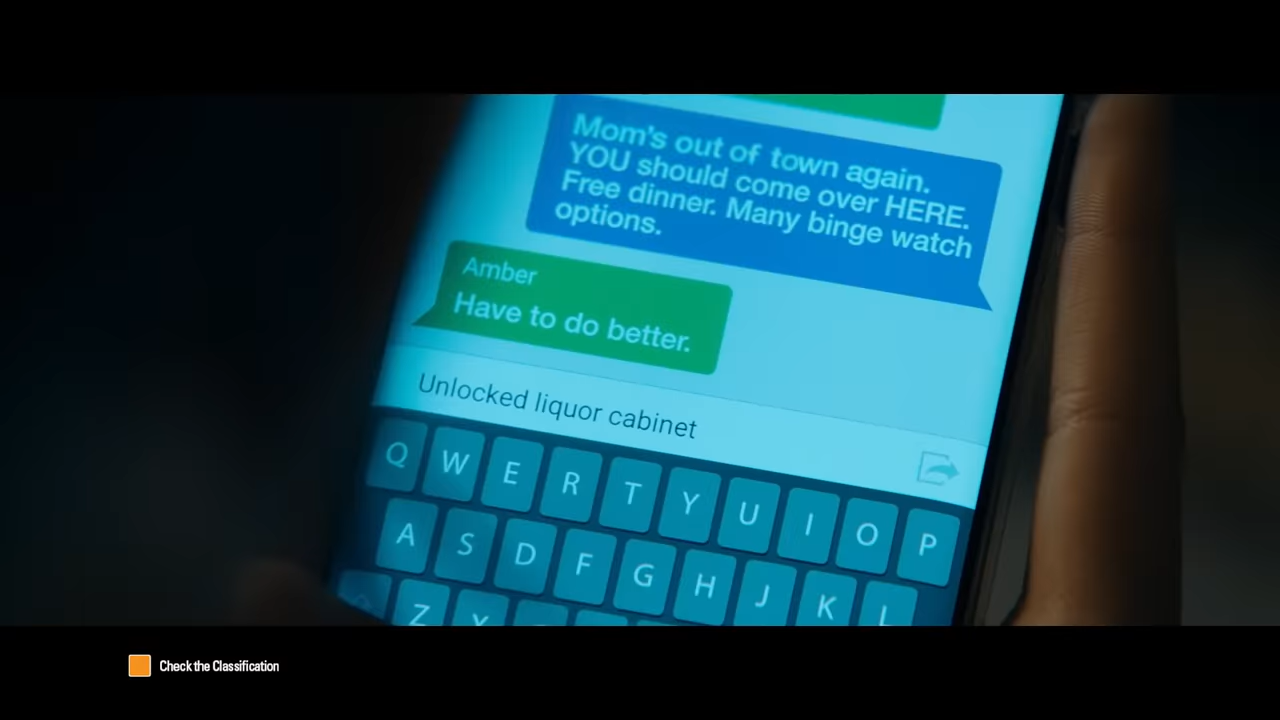 Mom's out of town again.
YOU should come over HERE.
Free dinner. Many binge watch
options.
Amber
Have to do better.
Unlocked liquor cabinet
Q W E R T Y U I O P
A S D F G H J K L
Z X
Check the Classification